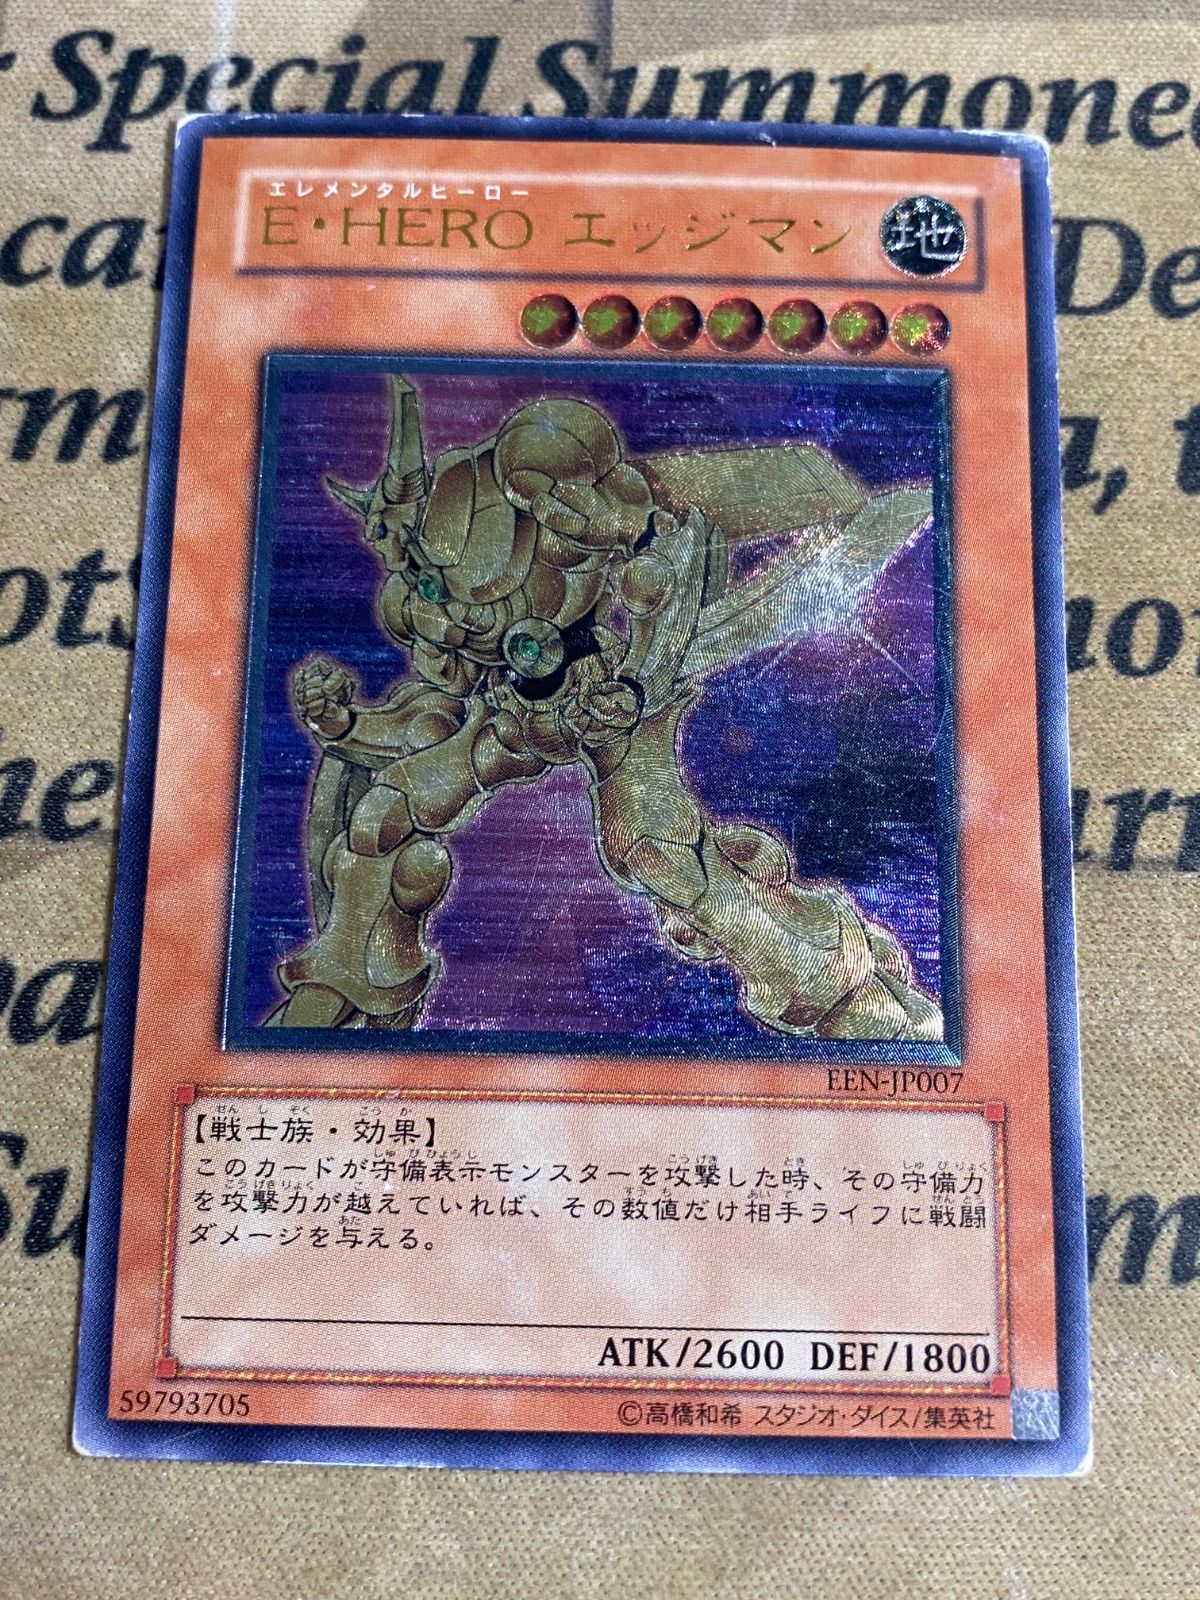 Special Summone
エレメンタルヒーロー
E・HERO エッジマン
地
EEN-JP007
【戦士族・効果】
このカードが守備表示モンスターを攻撃した時、その守備力
を攻撃力が越えていれば、その数値だけ相手ライフに戦闘
ダメージを与える。
ATK/2600 DEF/1800
59793705
©高橋和希 スタジオ・ダイス/集英社